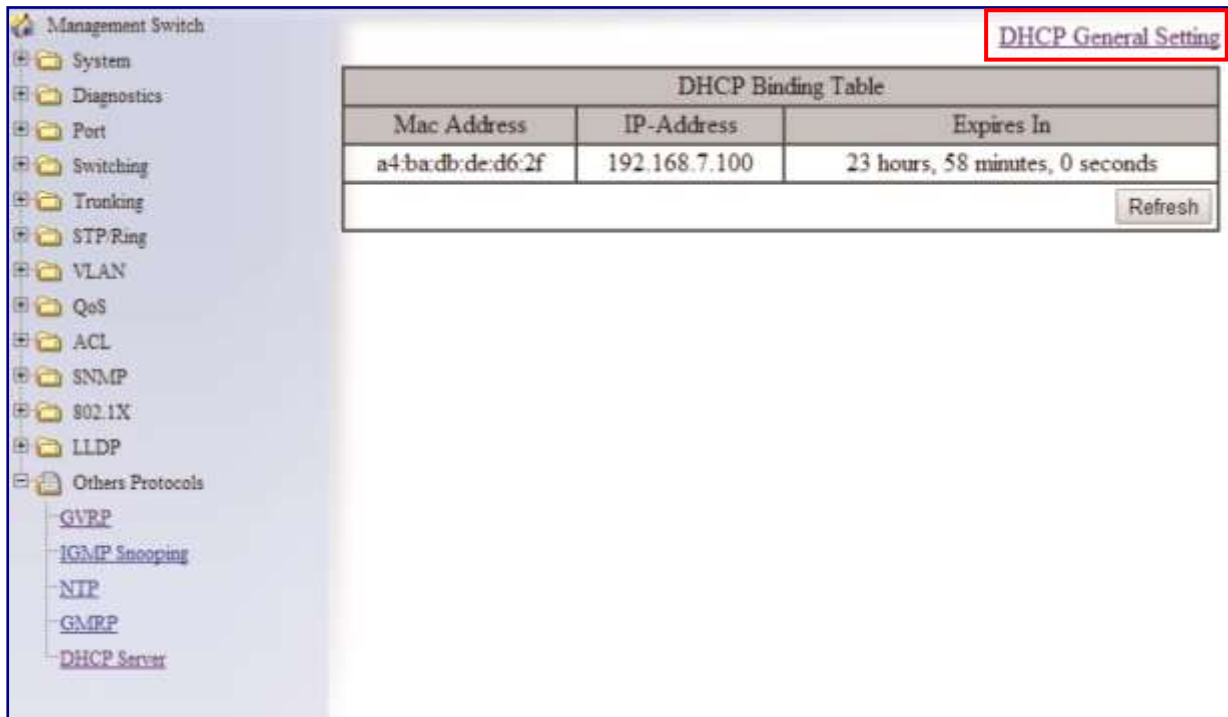 Management Switch
System
Diagnostics
Port
Switching
Trunking
STP/Ring
VLAN
QoS
ACL
SNMP
802.1X
LLDP
Others Protocols
GVRP
IGMP Snooping
NTP
GMRP
DHCP Server
DHCP General Setting
DHCP Binding Table
Mac Address IP-Address Expires In
a4:ba:db:de:d6:2f 192.168.7.100 23 hours, 58 minutes, 0 seconds
Refresh